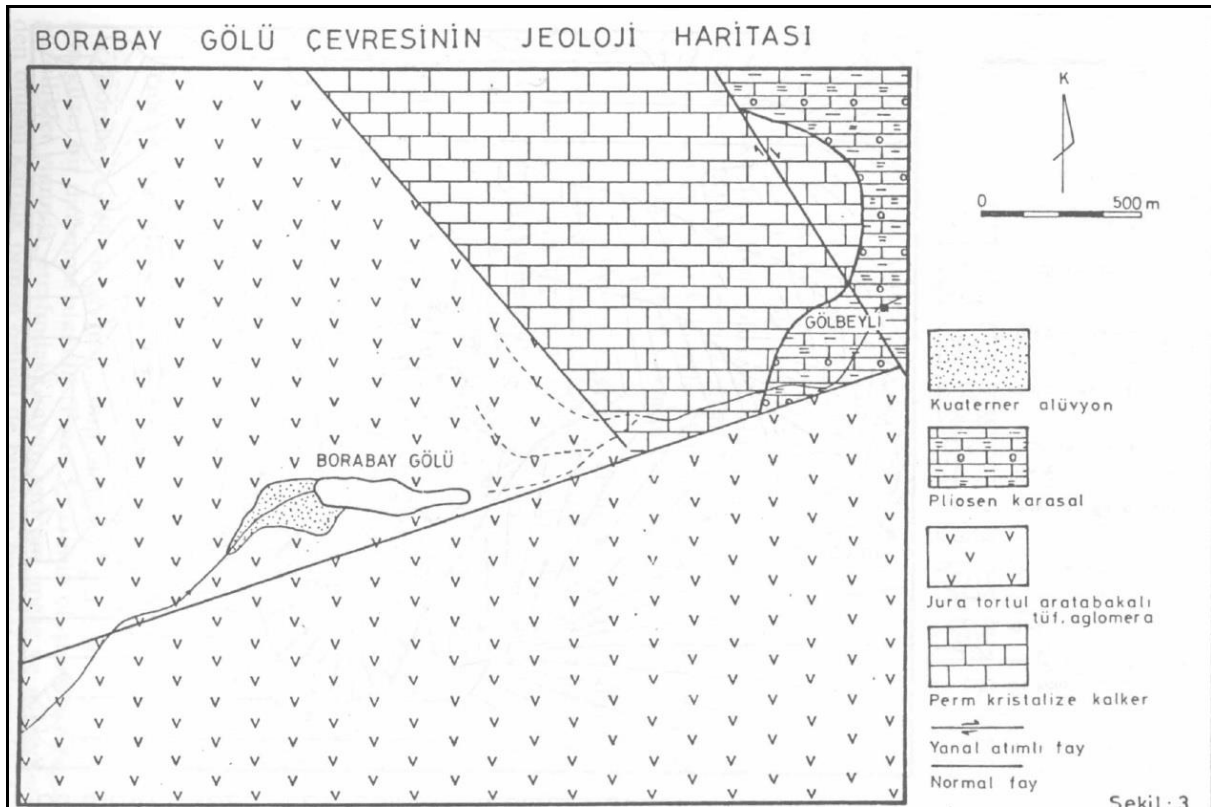 BORABAY GÖLÜ ÇEVRESİNİN JEOLOJİ HARİTASI
K
0 500 m
GÖLBEYLİ
BORABAY GÖLÜ
Kuaterner alüvyon
Pliosen karasal
Jura tortul aratabakalı
tüf. aglomera
Perm kristalize kalker
Yanal atımlı fay
Normal fay
Şekil : 3